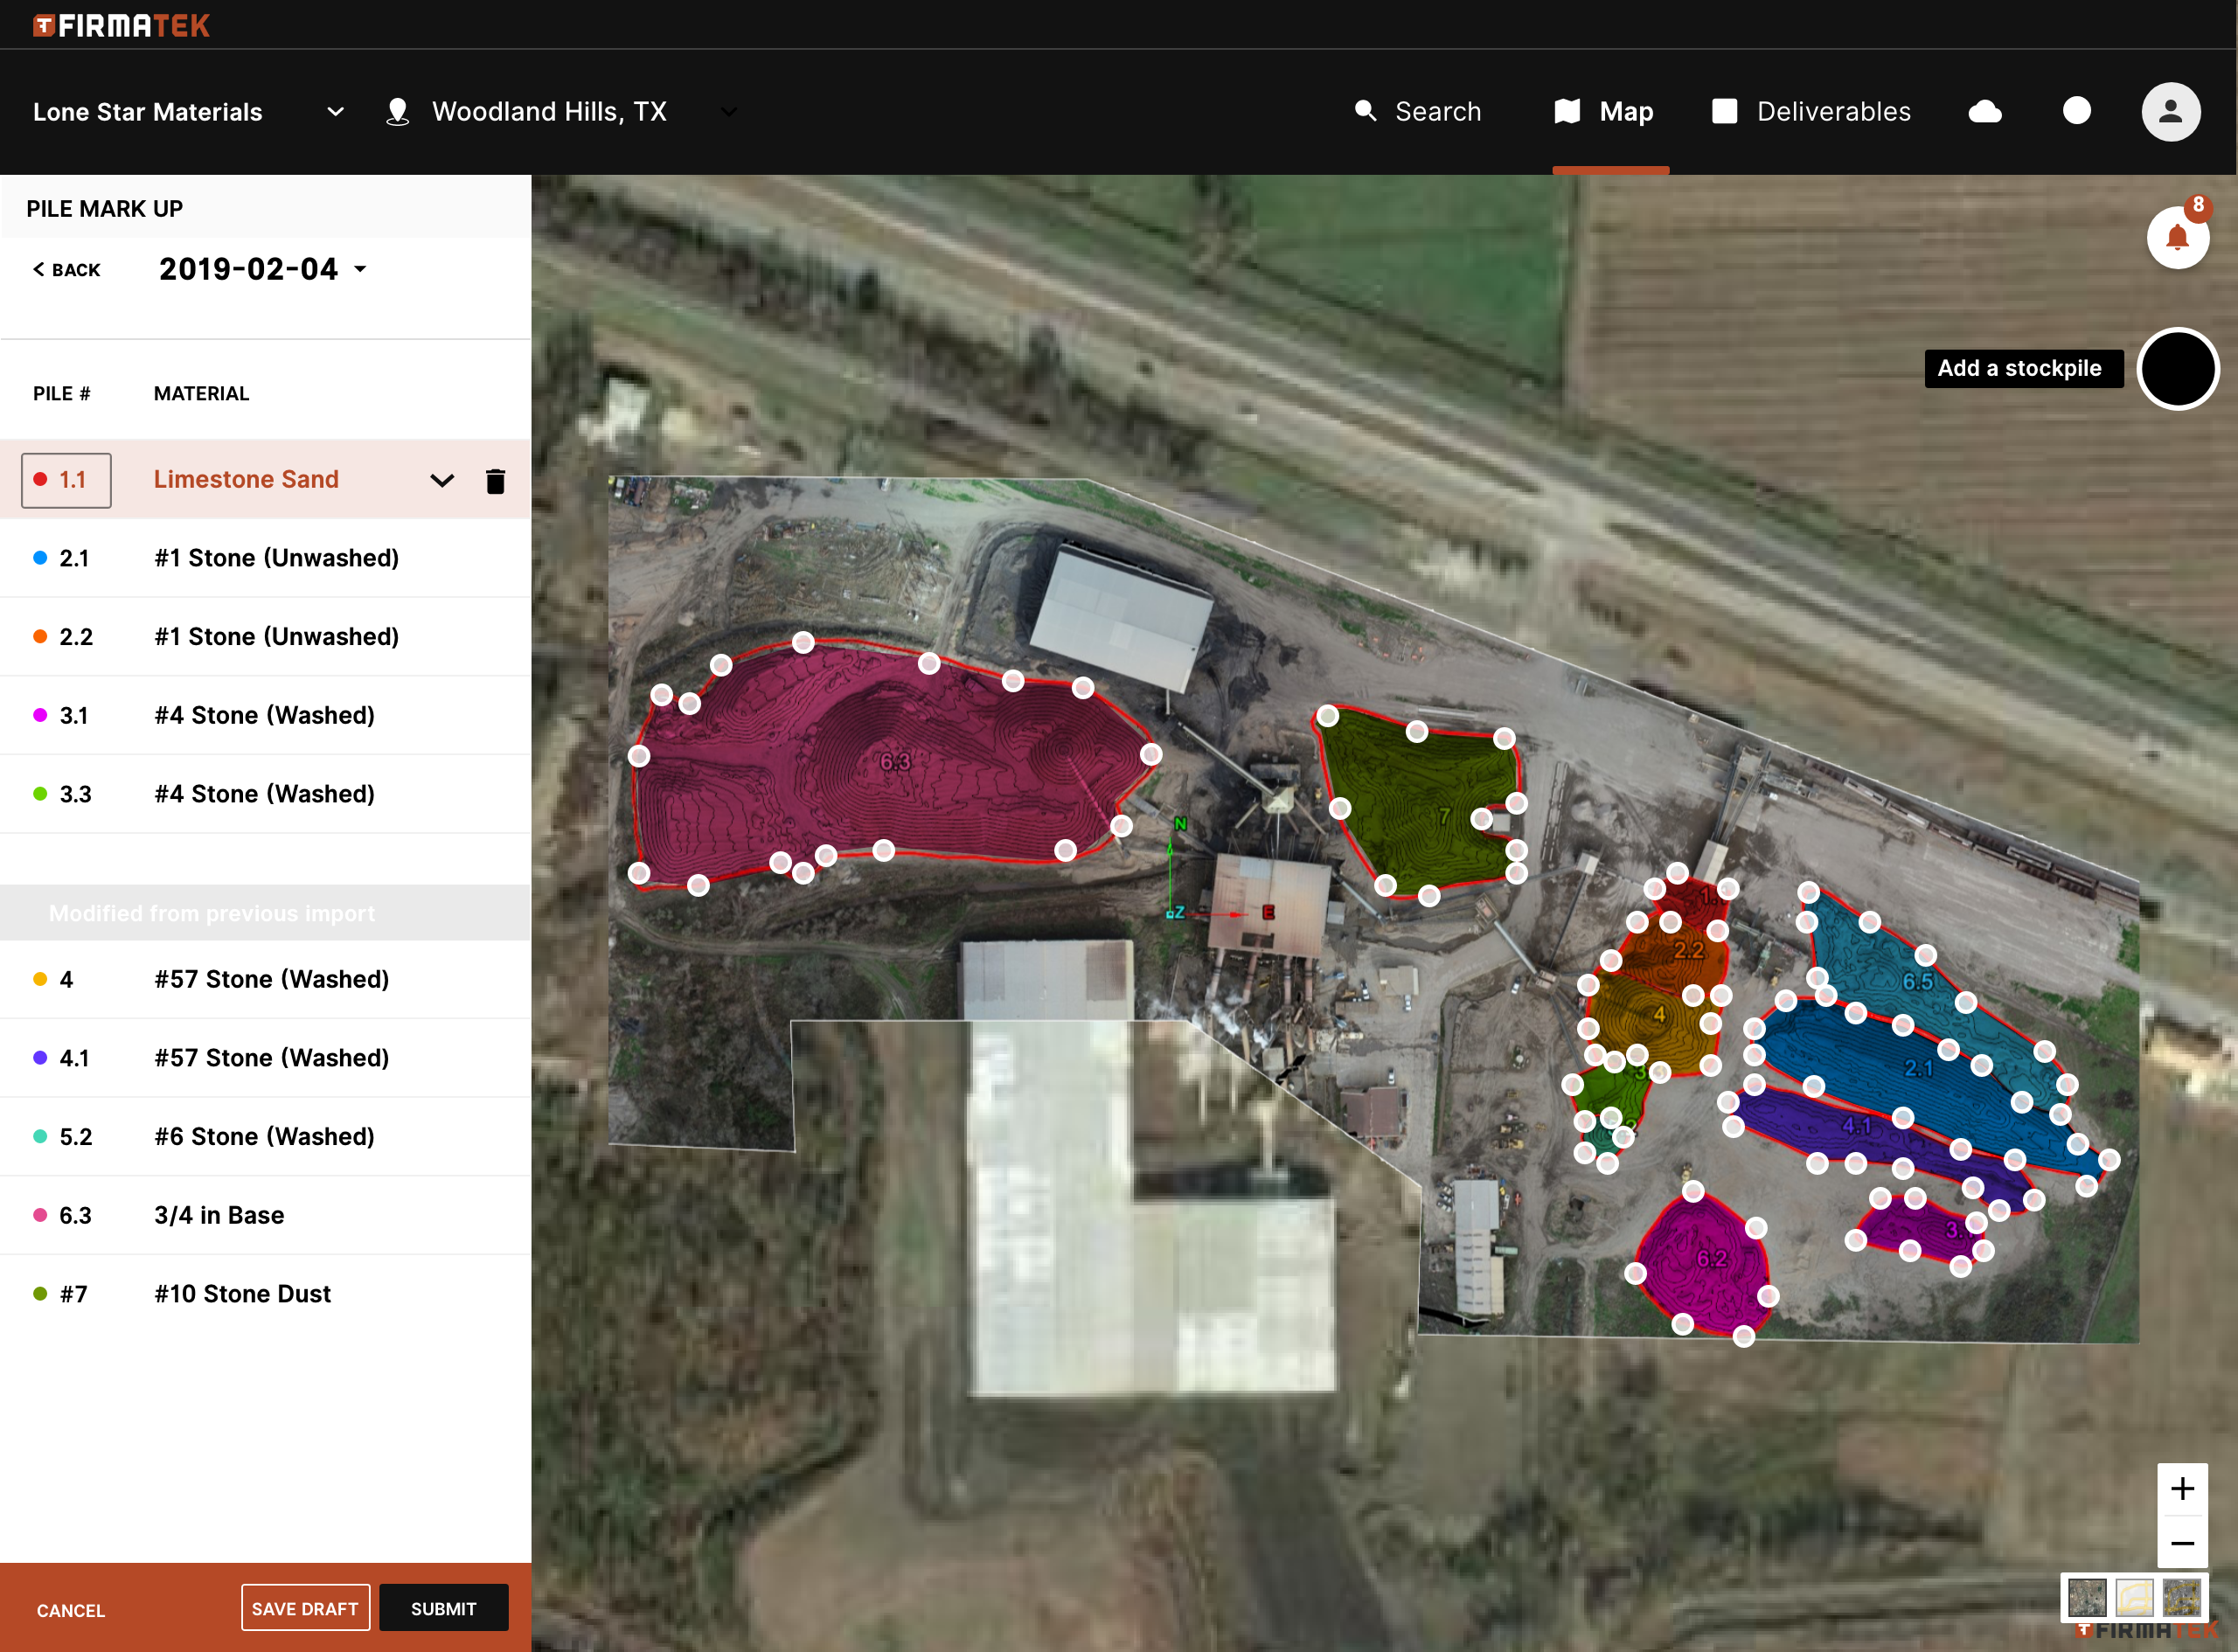 FIRMATEK
Lone Star Materials
Woodland Hills, TX
Search
Map
Deliverables
PILE MARK UP
BACK
2019-02-04
PILE #
MATERIAL
1.1
Limestone Sand
2.1
#1 Stone (Unwashed)
2.2
#1 Stone (Unwashed)
3.1
#4 Stone (Washed)
3.3
#4 Stone (Washed)
Modified from previous import
4
#57 Stone (Washed)
4.1
#57 Stone (Washed)
5.2
#6 Stone (Washed)
6.3
3/4 in Base
#7
#10 Stone Dust
CANCEL
SAVE DRAFT
SUBMIT
8
Add a stockpile
6.3
7
N
Z
E
2.2
6.5
4
2.1
4.1
6.2
FIRMATEK